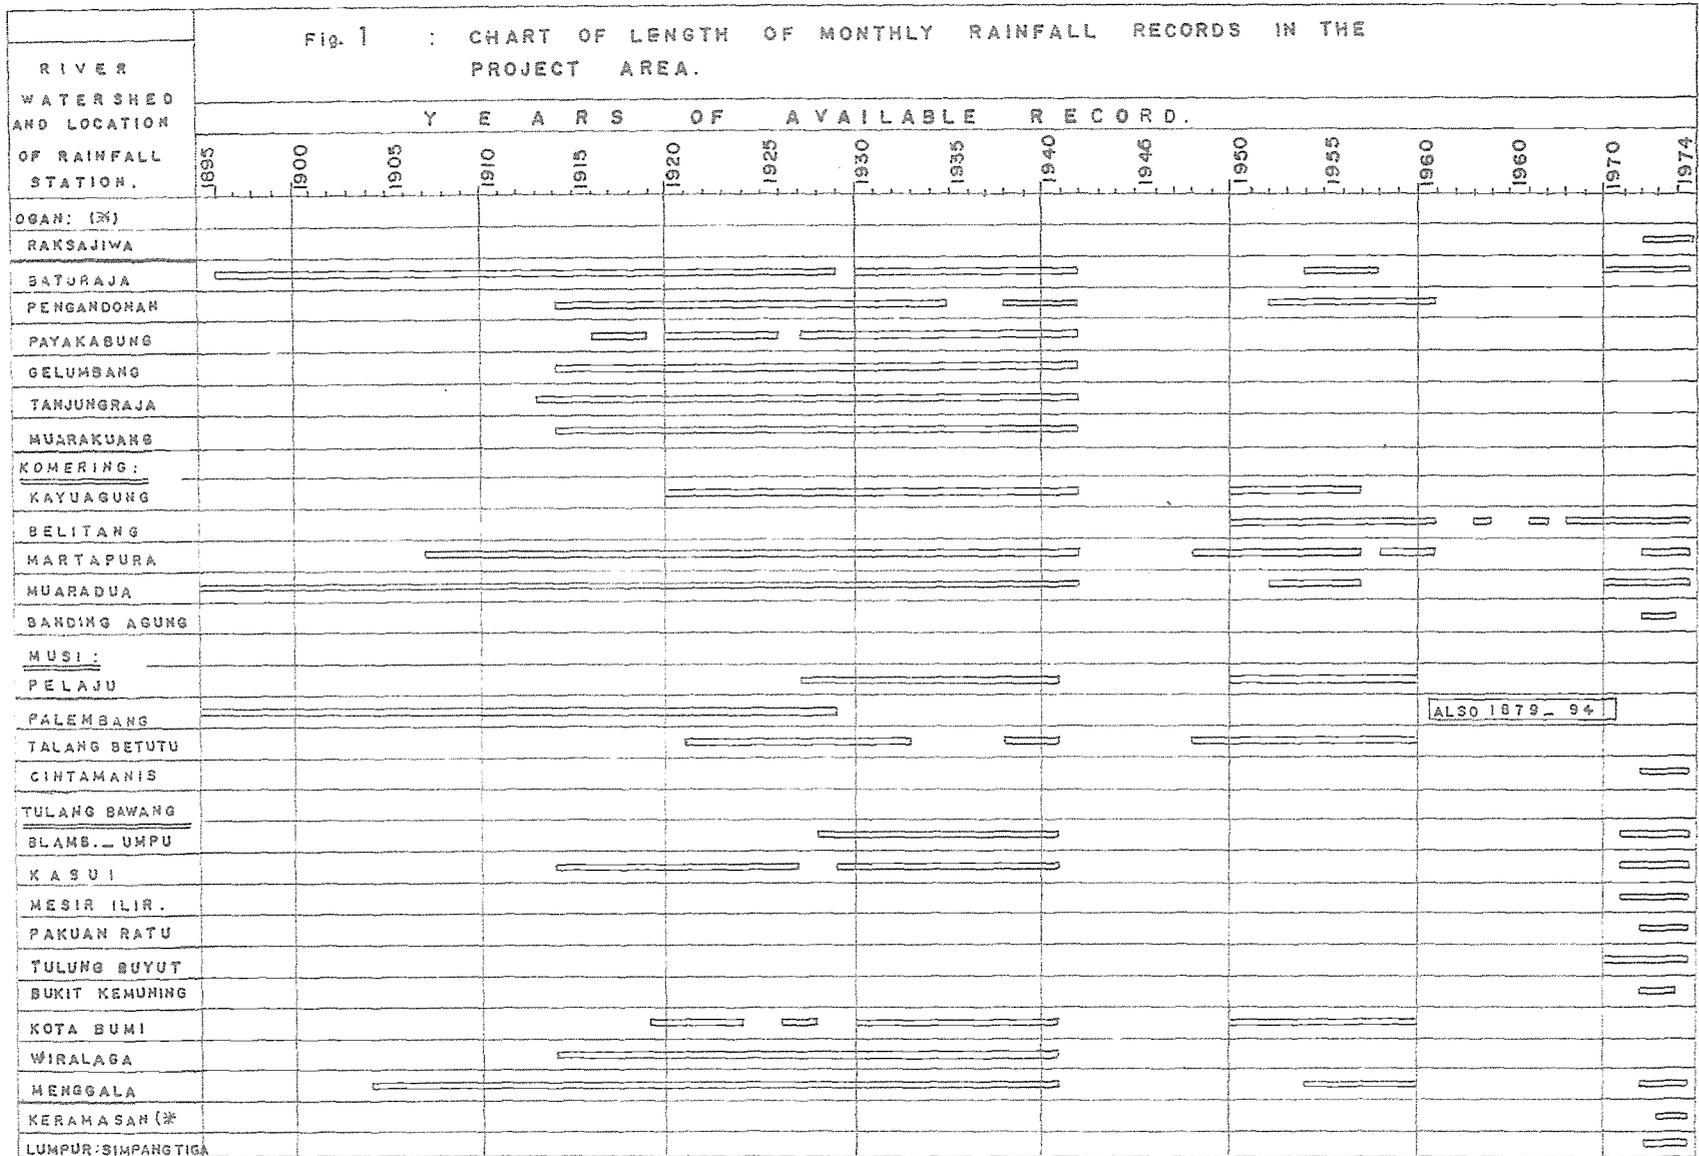 Fig. 1 : CHART OF LENGTH OF MONTHLY RAINFALL RECORDS IN THE
PROJECT AREA.
RIVER
WATERSHED
AND LOCATION
OF RAINFALL
STATION.
YEARS OF AVAILABLE RECORD.
1895 1900 1905 1910 1915 1920 1925 1930 1935 1940 1945 1950 1955 1960 1960 1970 1974
OGAN: (※)
RAKSAJIWA
BATURAJA
PENGANDONAN
PAYAKABUNG
GELUMBANG
TANJUNGRAJA
MUARAKUANG
KOMERING:
KAYUAGUNG
BELITANG
MARTAPURA
MUARADUA
BANDING AGUNG
MUSI:
PELAJU
PALEMBANG ALSO 1879_ 94
TALANG BETUTU
CINTAMANIS
TULANG BAWANG
BLAMB._ UMPU
KASUI
MESIR ILIR.
PAKUAN RATU
TULUNG BUYUT
BUKIT KEMUNING
KOTA BUMI
WIRALAGA
MENGGALA
KERAMASAN (※
LUMPUR:SIMPANG TIGA